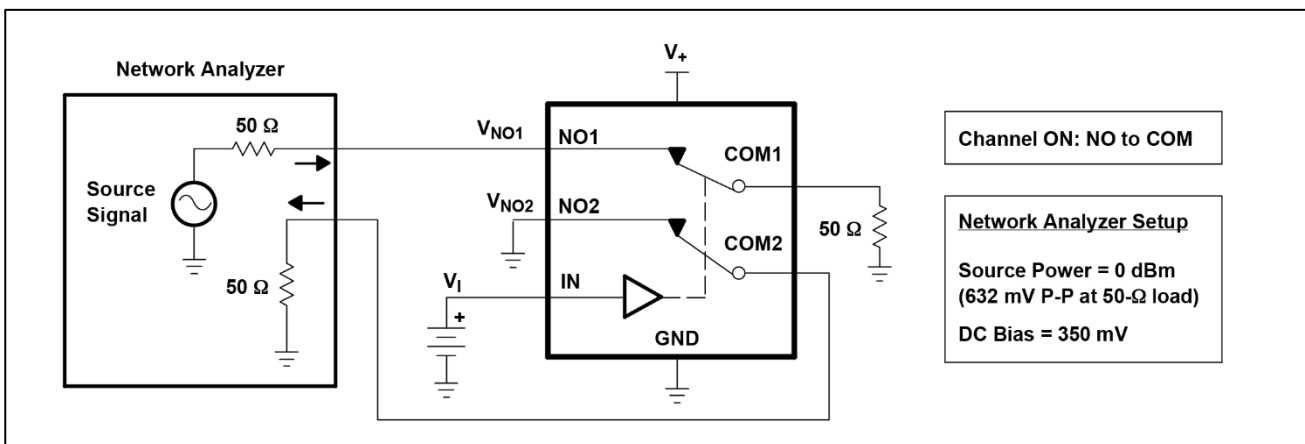 Network Analyzer
50 Ω
Source
Signal
50 Ω
V+
VNO1
NO1
COM1
VNO2
NO2
COM2
50 Ω
VI
IN
+
GND
Channel ON: NO to COM
Network Analyzer Setup
Source Power = 0 dBm
(632 mV P-P at 50-Ω load)
DC Bias = 350 mV